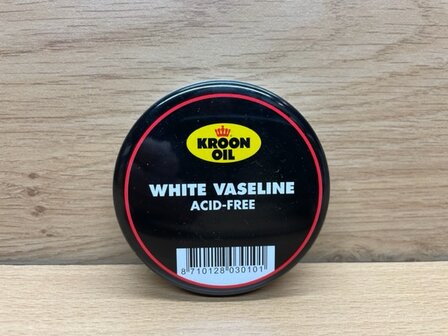 KROON
OIL
WHITE VASELINE
ACID-FREE
8 710128 030101